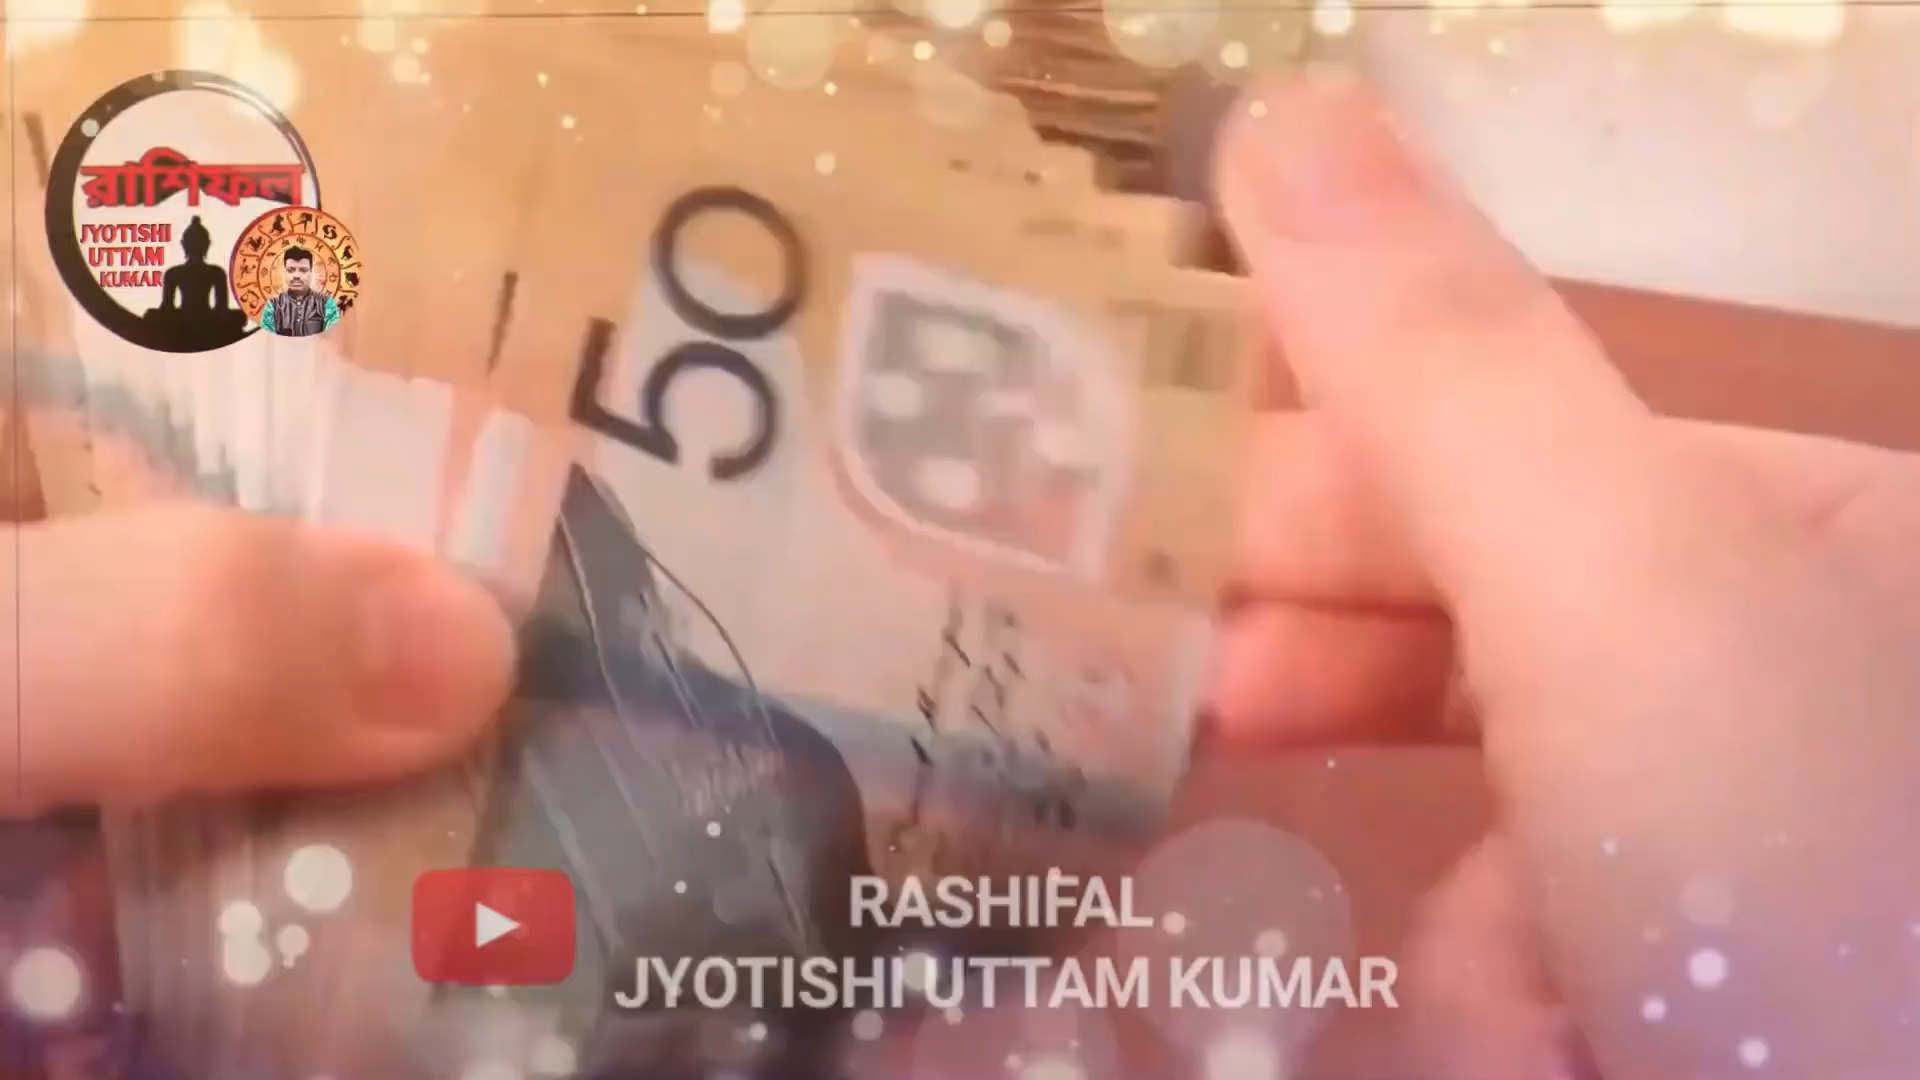 রাশিফল
JYOTISHI
UTTAM
KUMAR
50
RASHIFAL
JYOTISHI UTTAM KUMAR